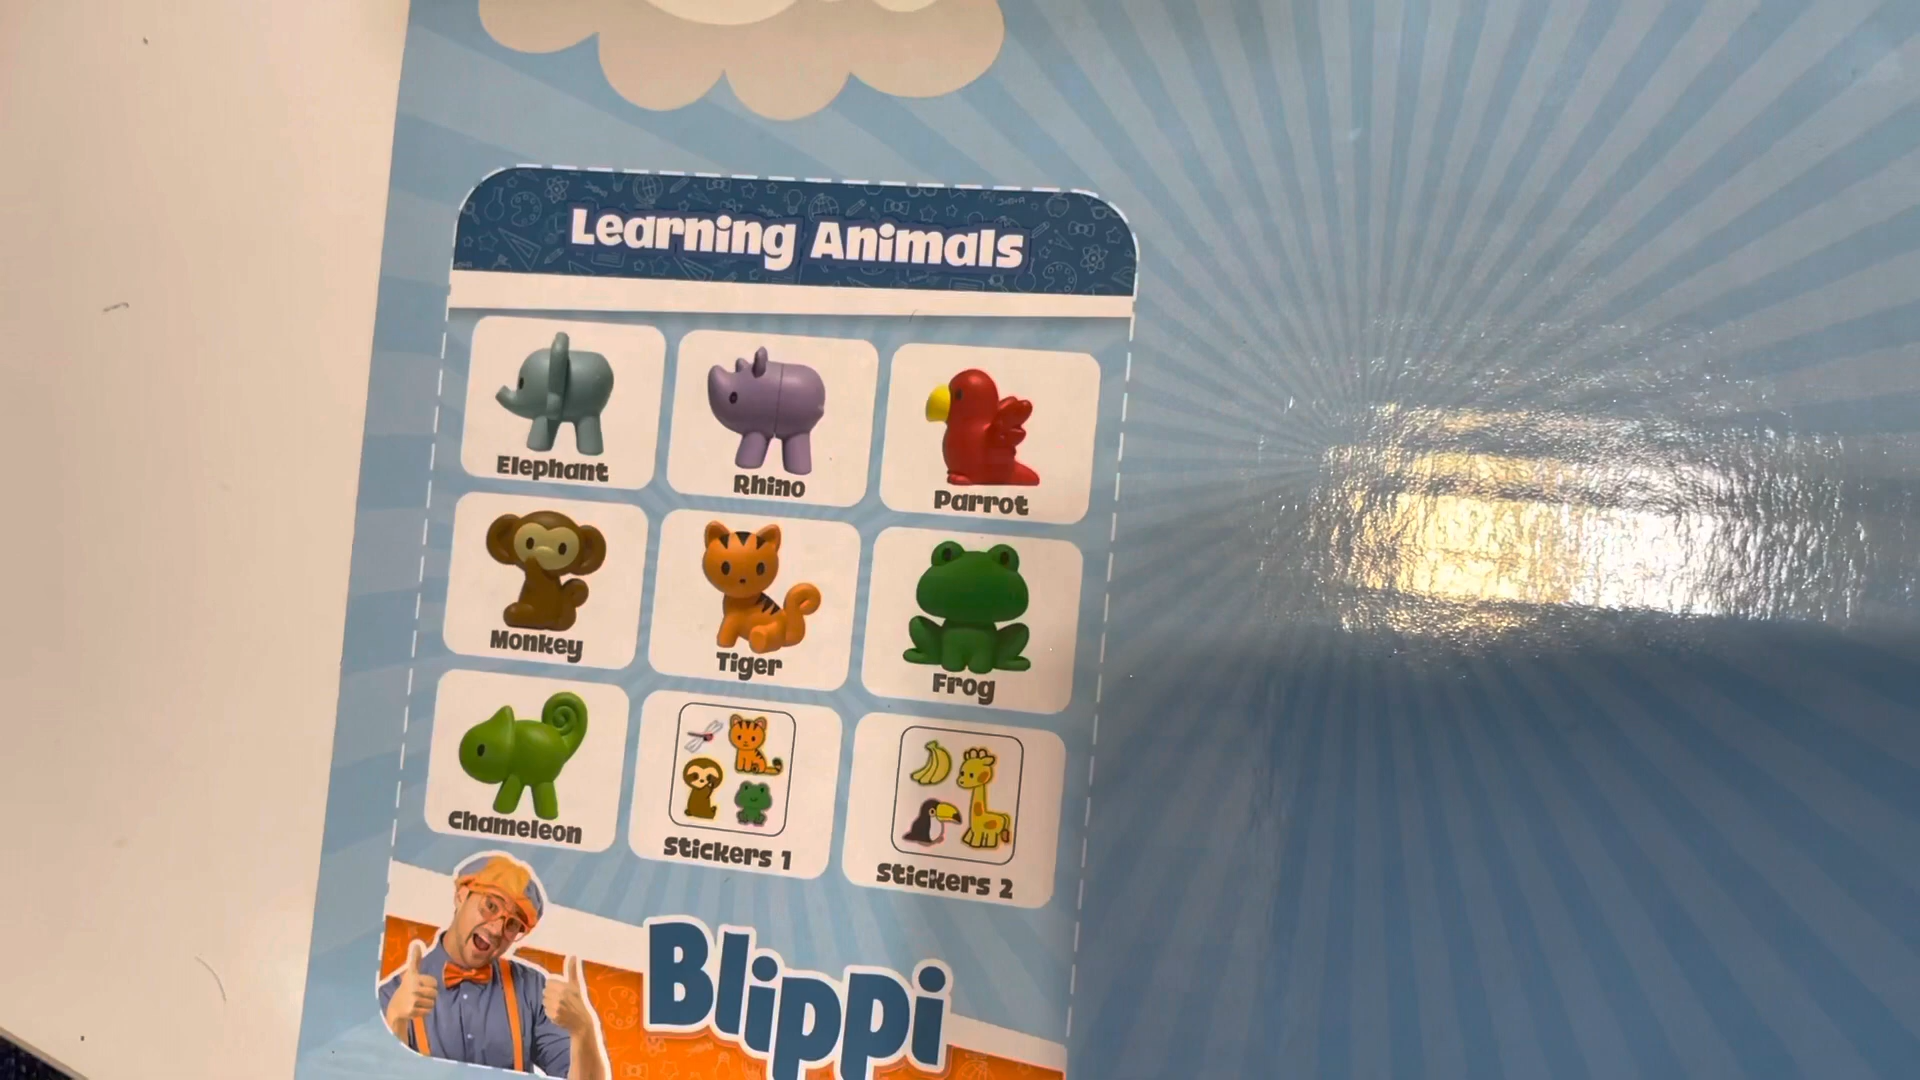 Learning Animals
Elephant
Rhino
Parrot
Monkey
Tiger
Frog
Chameleon
Stickers 1
Stickers 2
Blippi